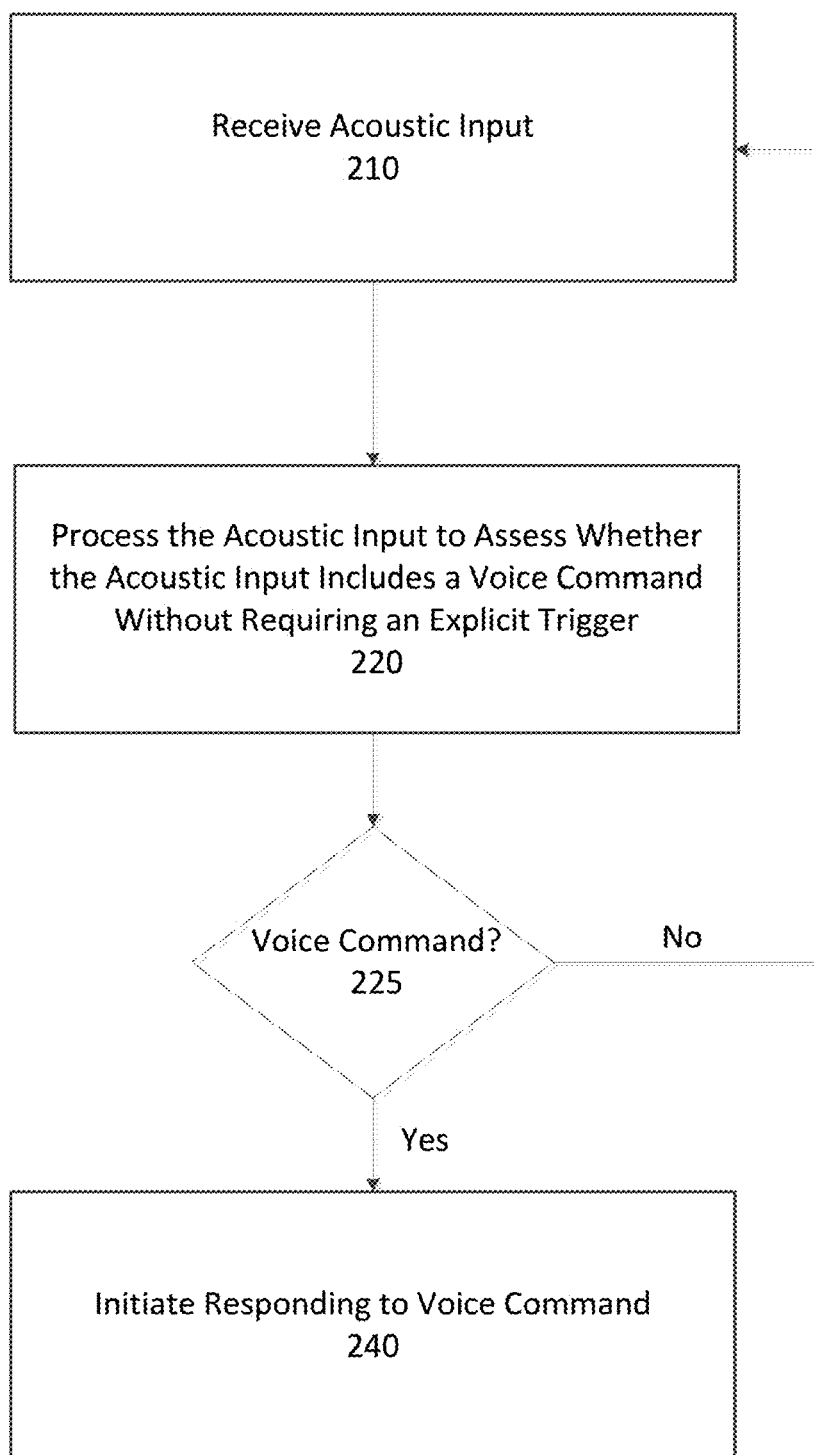 Receive Acoustic Input
210
Process the Acoustic Input to Assess Whether
the Acoustic Input Includes a Voice Command
Without Requiring an Explicit Trigger
220
Voice Command?
225
No
Yes
Initiate Responding to Voice Command
240